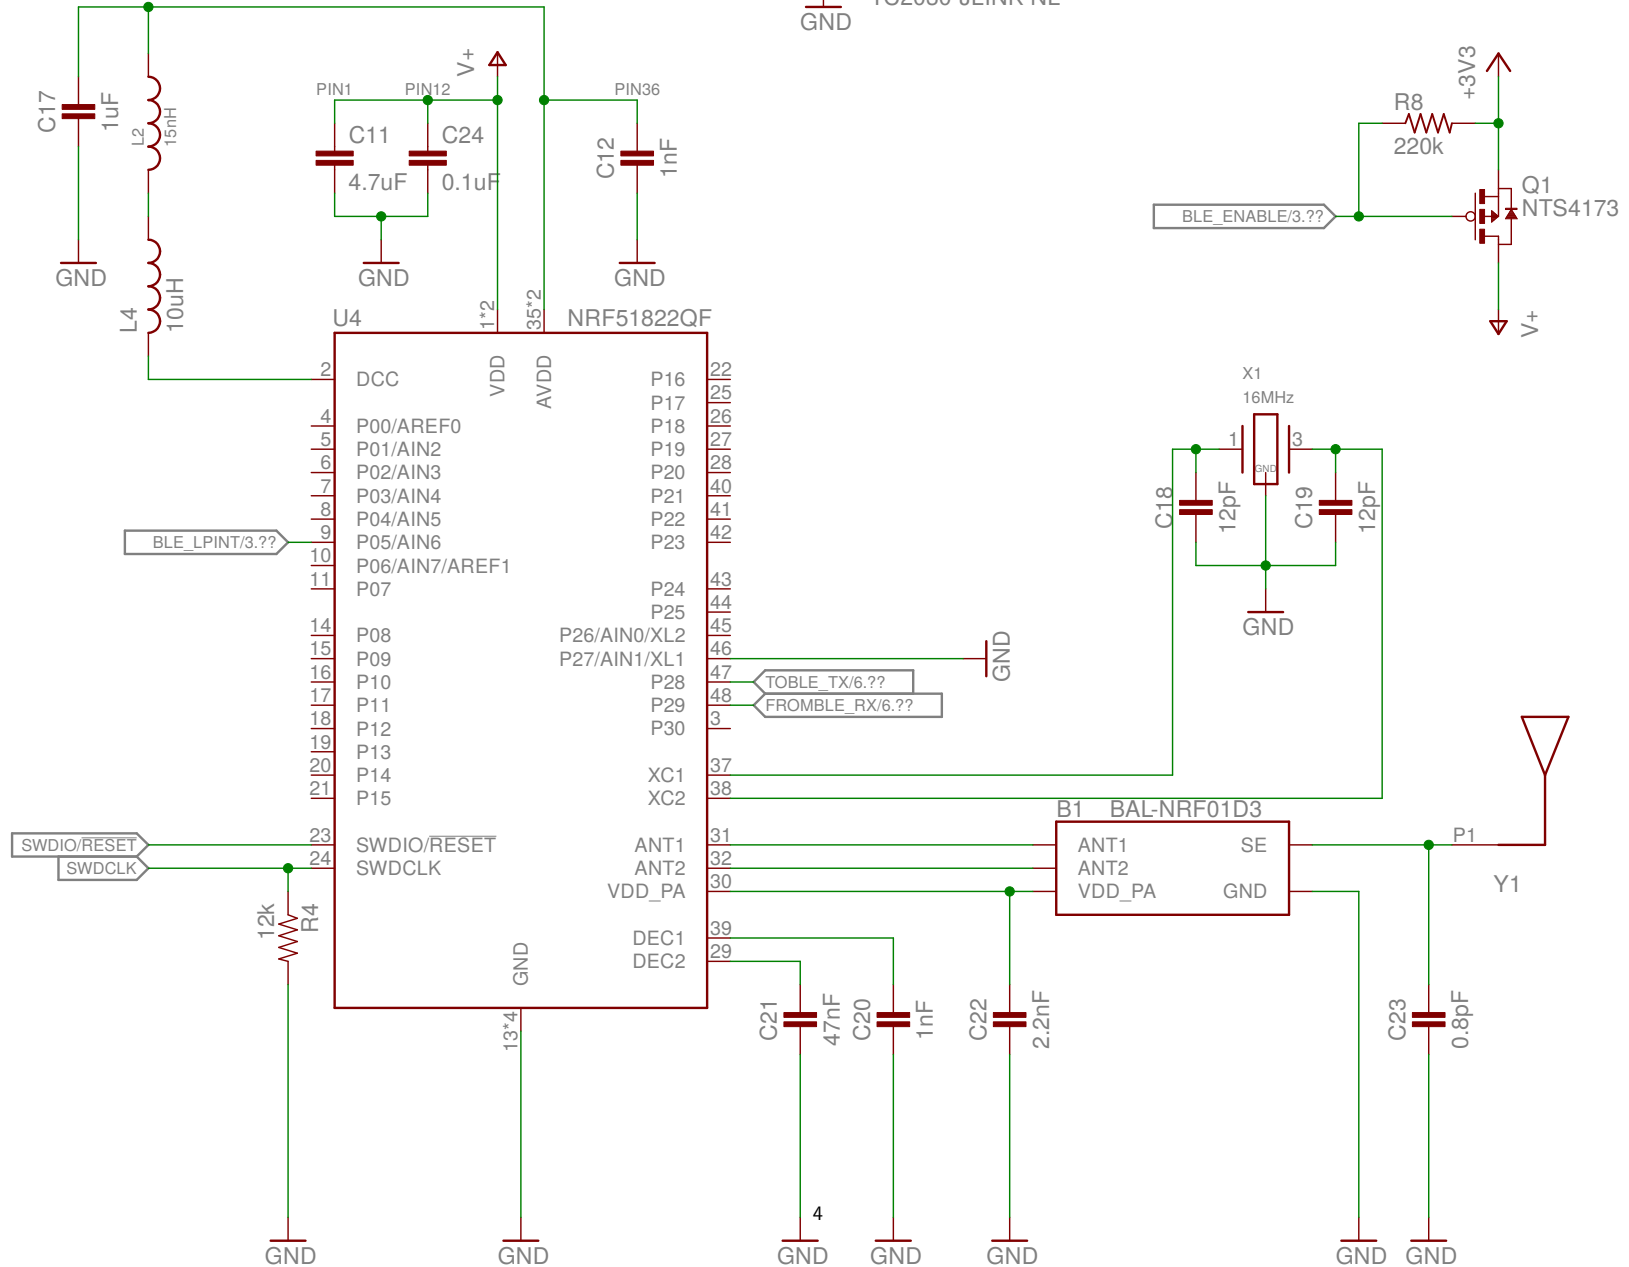 GND
V+
PIN1
PIN12
PIN36
C17
1uF
L2
15nH
C11
4.7uF
C24
0.1uF
C12
1nF
+3V3
R8
220k
Q1
NTS4173
BLE_ENABLE/3.??
V+
GND
GND
GND
L4
10uH
U4
1*2
35*2
NRF51822QF
VDD
AVDD
2 DCC
4 P00/AREF0
5 P01/AIN2
6 P02/AIN3
7 P03/AIN4
8 P04/AIN5
BLE_LPINT/3.??
9 P05/AIN6
10 P06/AIN7/AREF1
11 P07
14 P08
15 P09
16 P10
17 P11
18 P12
19 P13
20 P14
21 P15
SWDIO/RESET
23 SWDIO/RESET
SWDCLK
24 SWDCLK
12k
R4
GND
13*4
P16 22
P17 25
P18 26
P19 27
P20 28
P21 40
P22 41
P23 42
P24 43
P25 44
P26/AIN0/XL2 45
P27/AIN1/XL1 46
GND
P28 47
TOBLE_TX/6.??
P29 48
FROMBLE_RX/6.??
P30 3
XC1 37
XC2 38
ANT1 31
ANT2 32
VDD_PA 30
DEC1 39
DEC2 29
X1
16MHz
1
3
GND
C18
12pF
C19
12pF
GND
B1
BAL-NRF01D3
ANT1
ANT2
VDD_PA
SE
GND
P1
Y1
C21
47nF
C20
1nF
C22
2.2nF
C23
0.8pF
4
GND
GND
GND
GND
GND
GND
GND